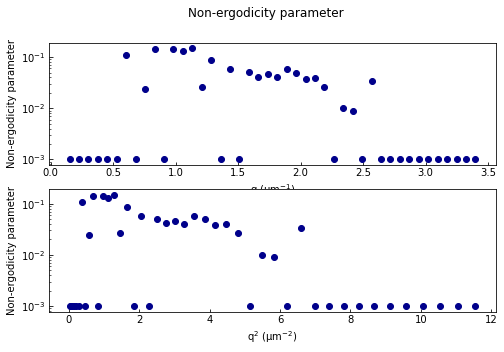 Non-ergodicity parameter
Non-ergodicity parameter
10⁻¹
10⁻²
10⁻³
0.0 0.5 1.0 1.5 2.0 2.5 3.0 3.5
q (μm⁻¹)
Non-ergodicity parameter
10⁻¹
10⁻²
10⁻³
0 2 4 6 8 10 12
q² (μm⁻²)